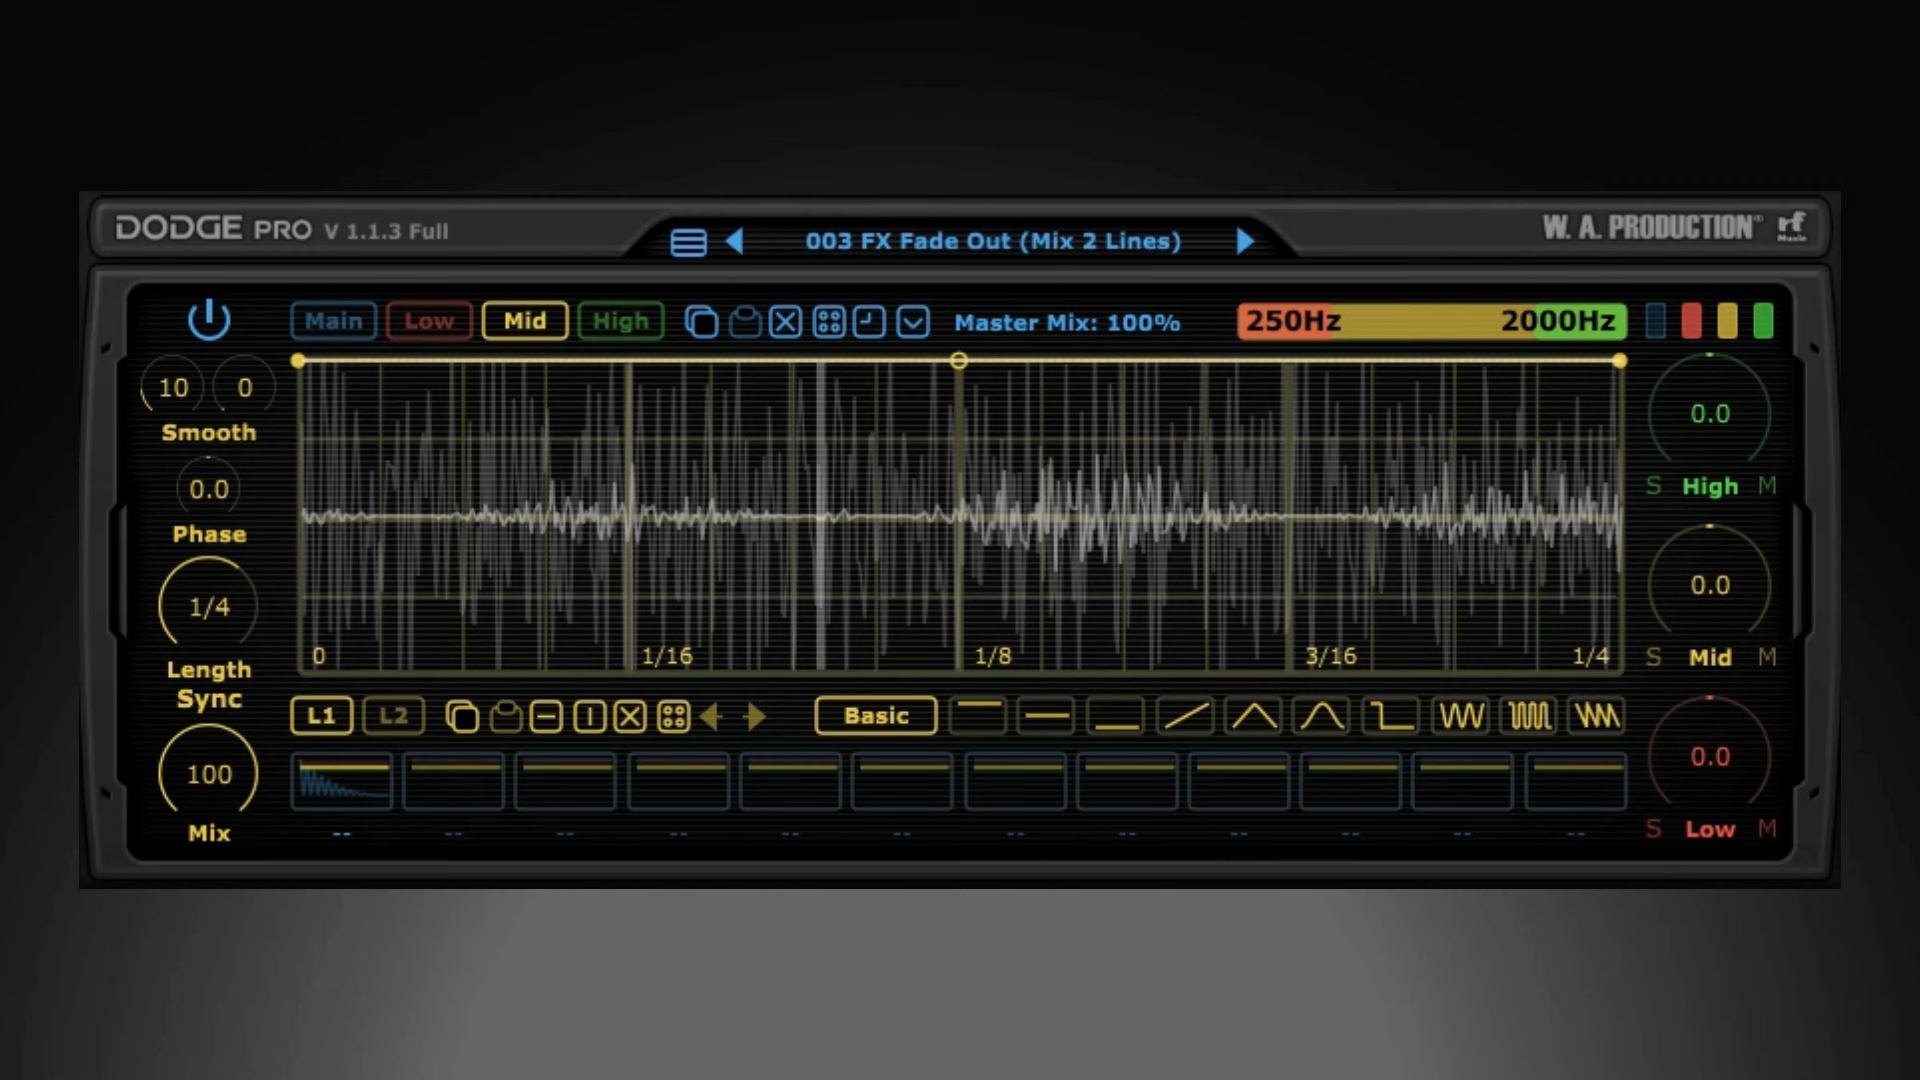 DODGE PRO V 1.1.3 Full
003 FX Fade Out (Mix 2 Lines)
W. A. PRODUCTION®
rf Music
Main Low Mid High
Master Mix: 100%
250Hz 2000Hz
10 0
Smooth
0.0
Phase
1/4
Length
Sync
100
Mix
0 1/16 1/8 3/16 1/4
L1 L2
Basic
-- -- -- -- -- -- -- -- -- -- -- --
0.0
S High M
0.0
S Mid M
0.0
S Low M